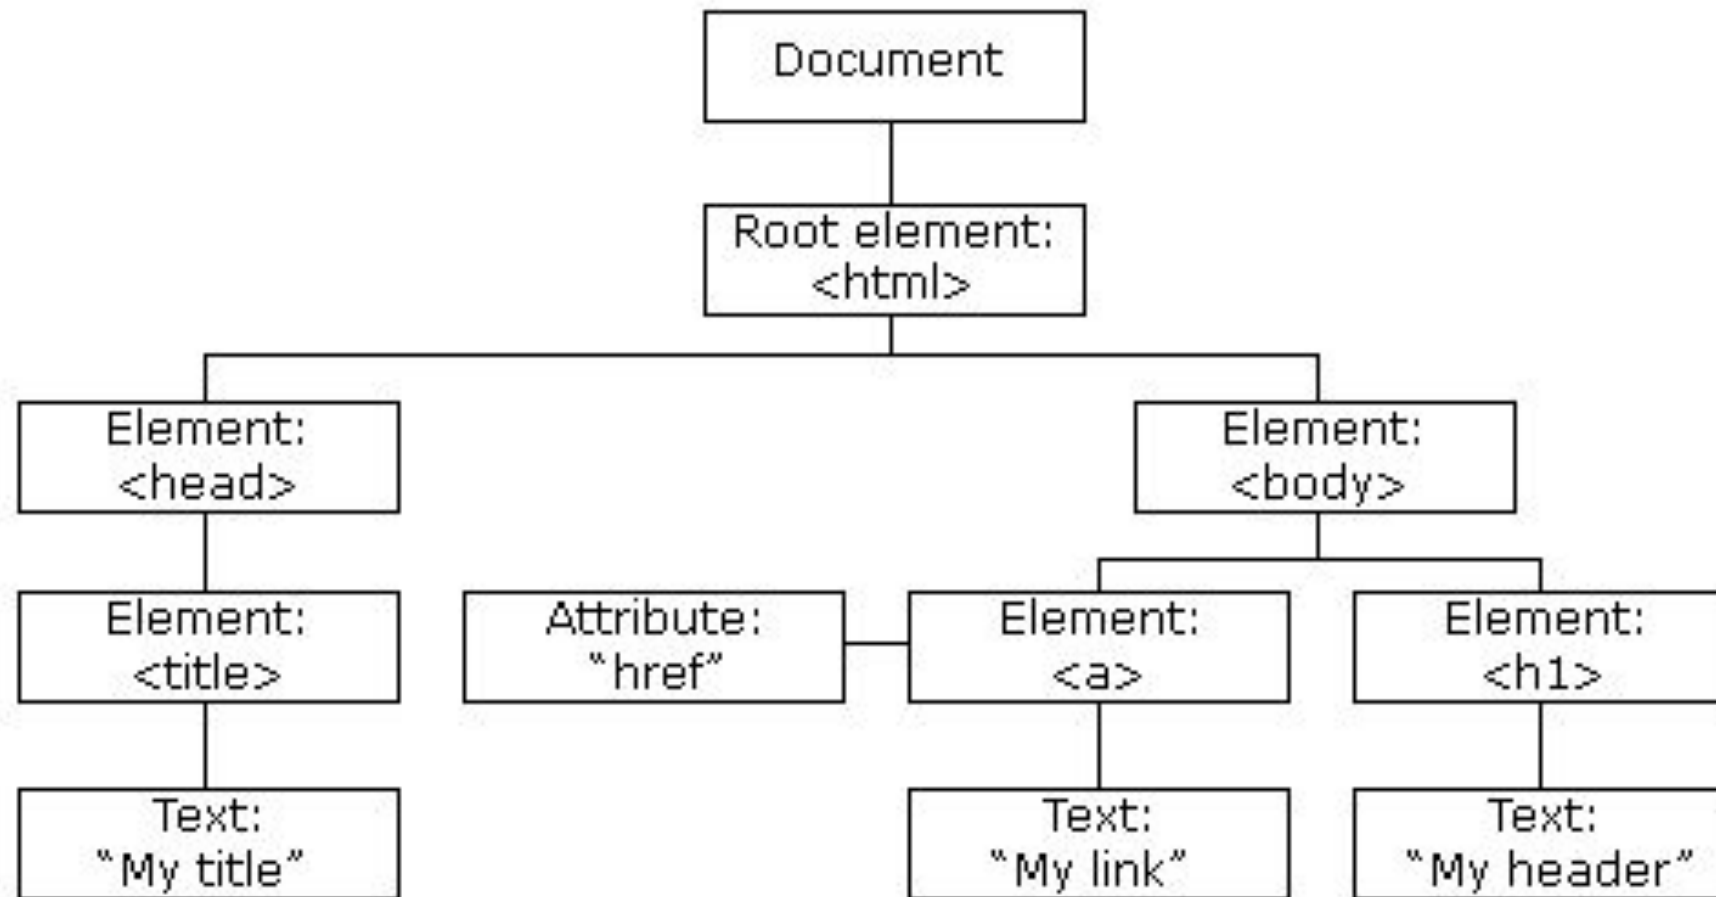 Document
Root element:
<html>
Element:
<head>
Element:
<body>
Element:
<title>
Attribute:
“href”
Element:
<a>
Element:
<h1>
Text:
“My title”
Text:
“My link”
Text:
“My header”